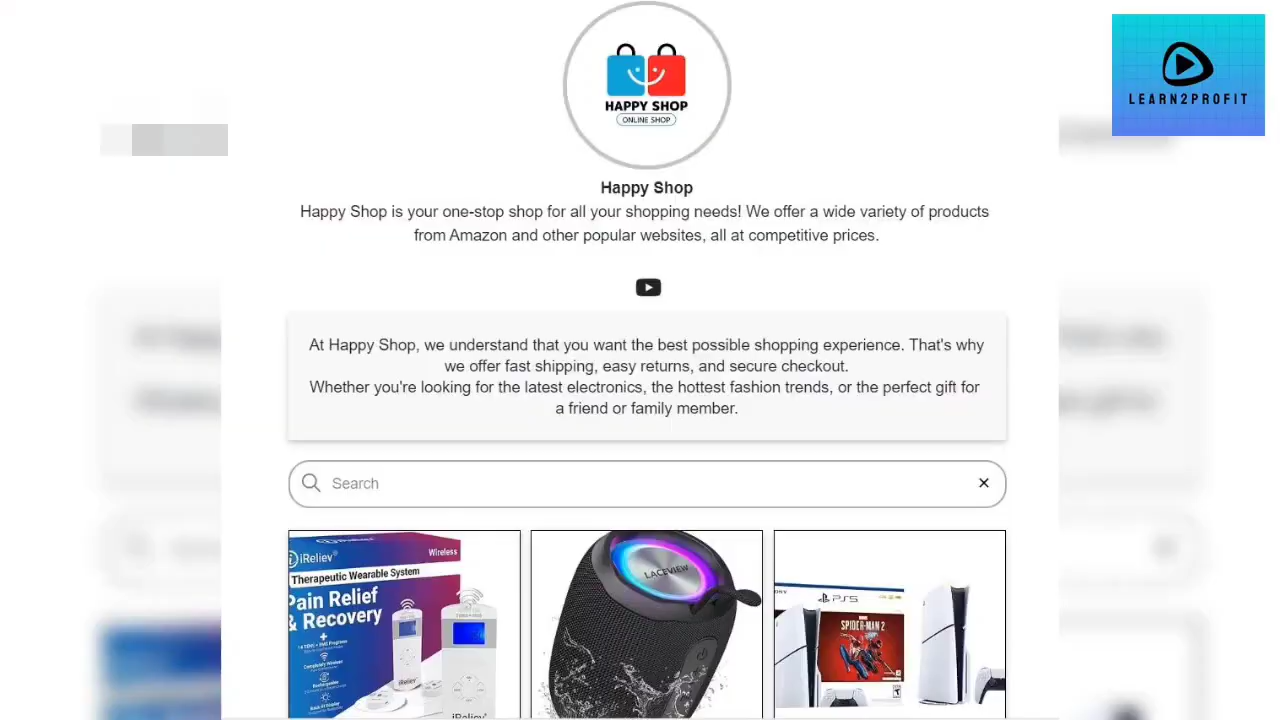 HAPPY SHOP
ONLINE SHOP
LEARN2PROFIT
Happy Shop
Happy Shop is your one-stop shop for all your shopping needs! We offer a wide variety of products
from Amazon and other popular websites, all at competitive prices.
At Happy Shop, we understand that you want the best possible shopping experience. That's why
we offer fast shipping, easy returns, and secure checkout.
Whether you're looking for the latest electronics, the hottest fashion trends, or the perfect gift for
a friend or family member.
Search
iReliev
Wireless
Therapeutic Wearable System
Pain Relief
& Recovery
Completely Wireless
Rechargeable
iReliev
LACEVIEW
PS5
SPIDER-MAN 2